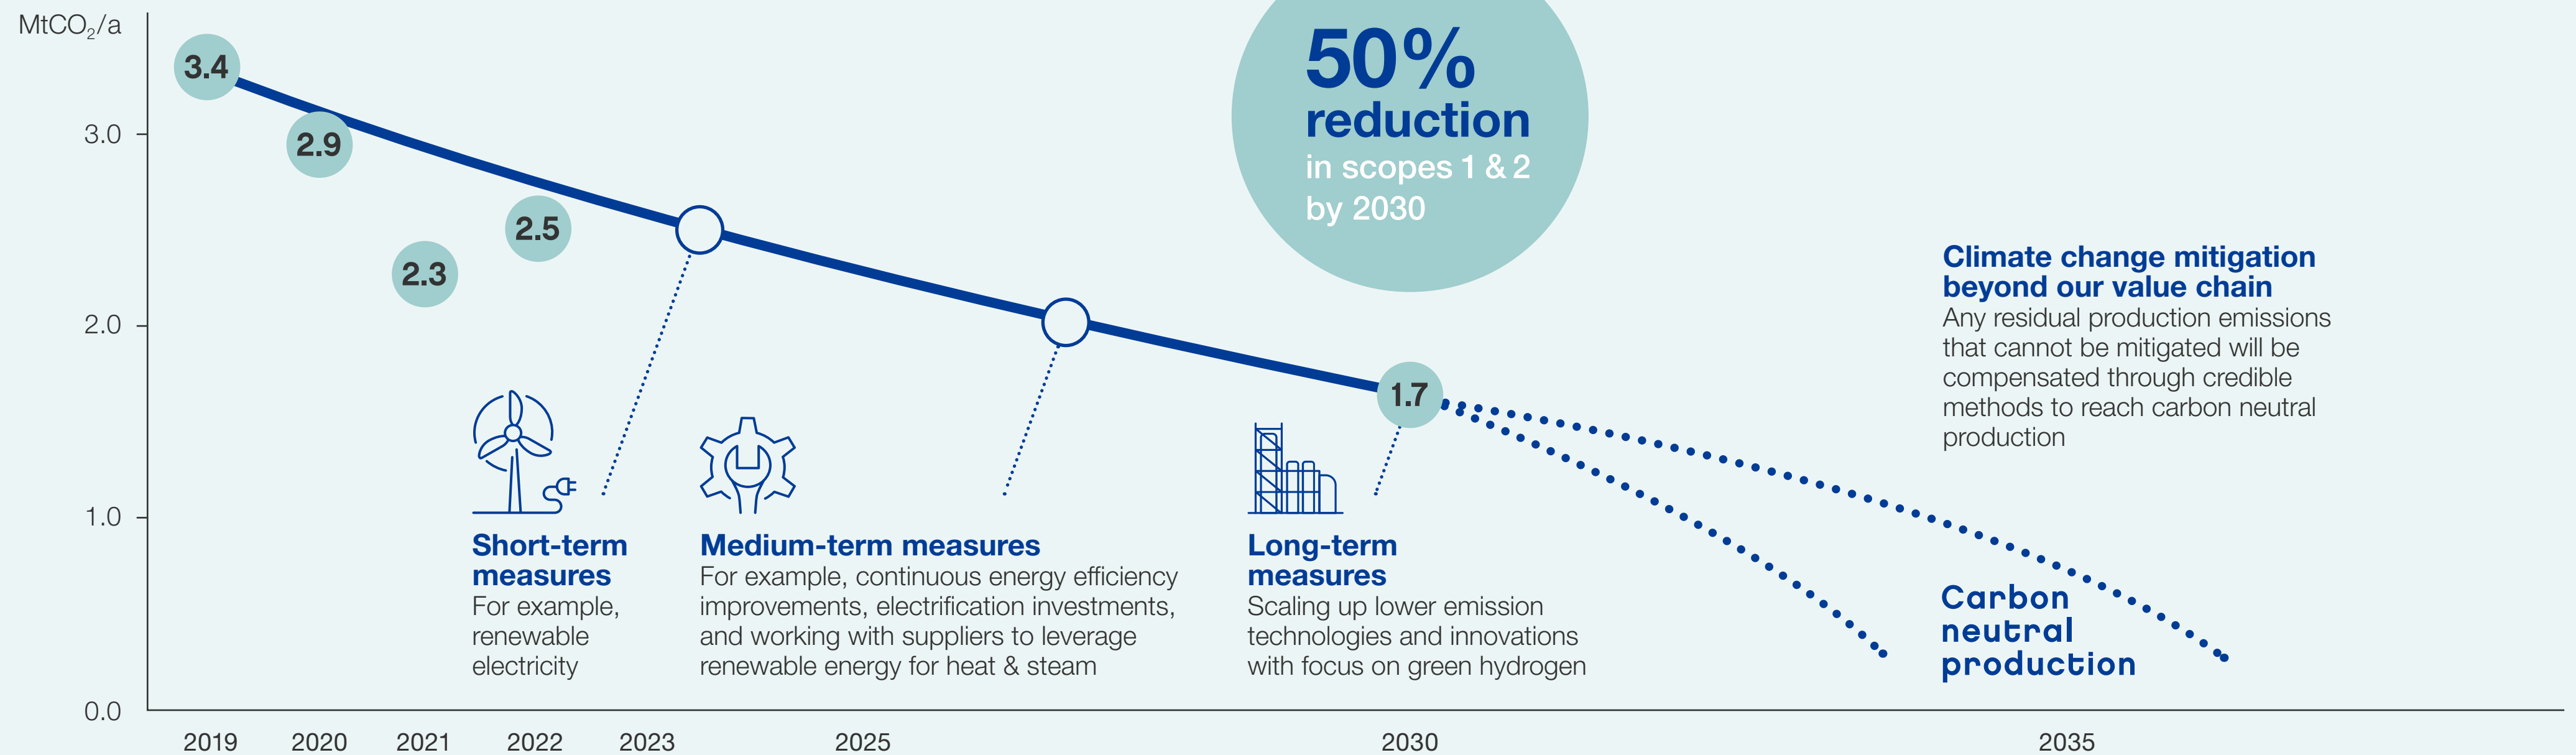 MtCO₂/a
3.4
3.0
2.9
2.3
2.5
2.0
1.7
1.0
0.0
50%
reduction
in scopes 1 & 2
by 2030
Climate change mitigation
beyond our value chain
Any residual production emissions
that cannot be mitigated will be
compensated through credible
methods to reach carbon neutral
production
Short-term
measures
For example,
renewable
electricity
Medium-term measures
For example, continuous energy efficiency
improvements, electrification investments,
and working with suppliers to leverage
renewable energy for heat & steam
Long-term
measures
Scaling up lower emission
technologies and innovations
with focus on green hydrogen
Carbon
neutral
production
2019 2020 2021 2022 2023 2025 2030 2035